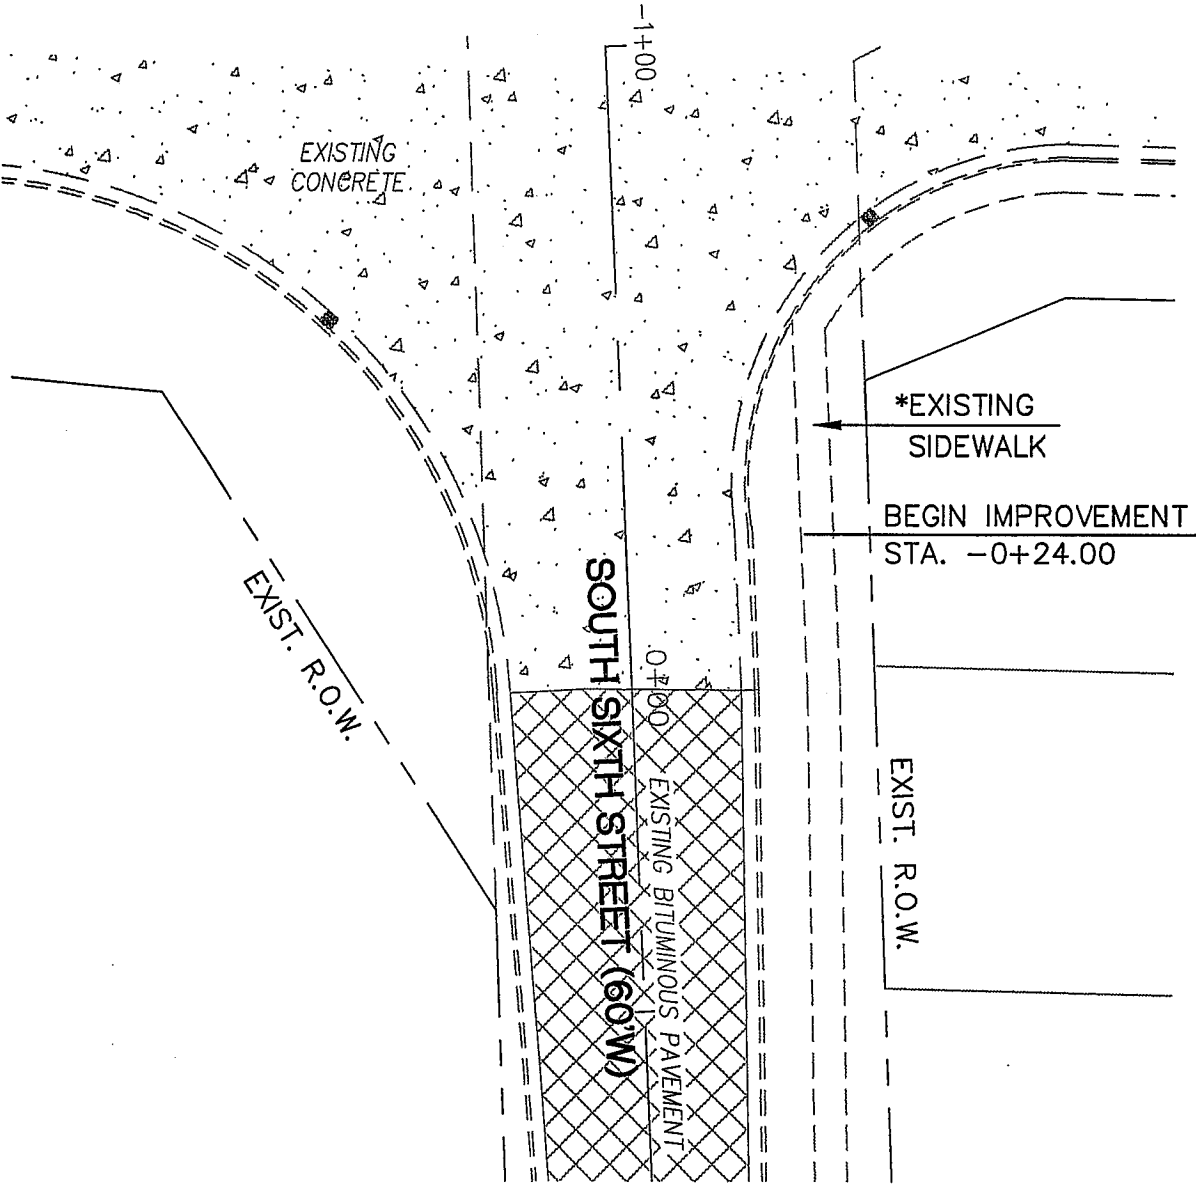 -1+00
EXISTING
CONCRETE
*EXISTING
SIDEWALK
BEGIN IMPROVEMENT
STA. -0+24.00
EXIST. R.O.W.
0+00
SOUTH SIXTH STREET (60'W)
EXISTING BITUMINOUS PAVEMENT
EXIST. R.O.W.